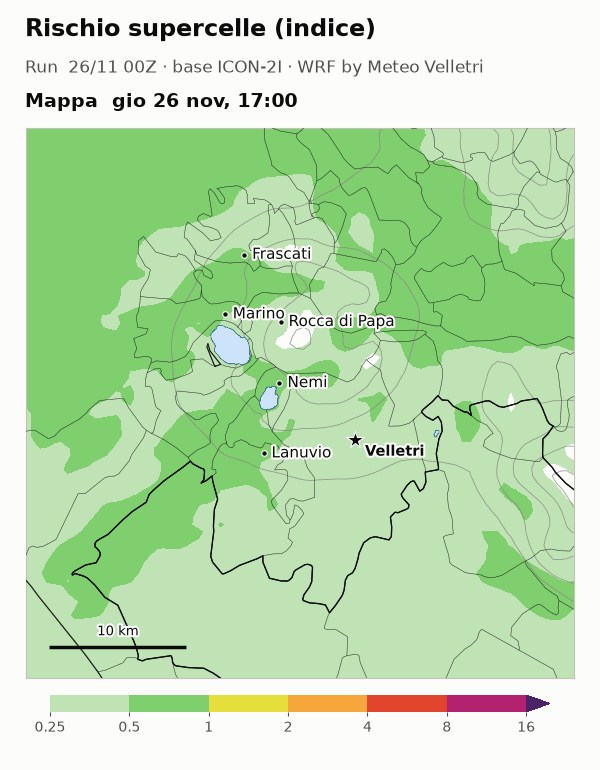 Rischio supercelle (indice)
Run  26/11 00Z · base ICON-2I · WRF by Meteo Velletri
Mappa  gio 26 nov, 17:00
Frascati
Marino
Rocca di Papa
Nemi
Velletri
Lanuvio
10 km
0.25 0.5 1 2 4 8 16